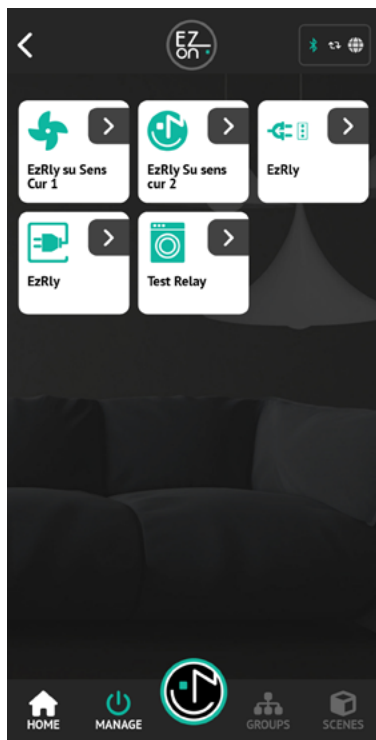 EZ
on
EzRly su Sens
Cur 1
EzRly Su sens
cur 2
EzRly
EzRly
Test Relay
HOME
MANAGE
GROUPS
SCENES